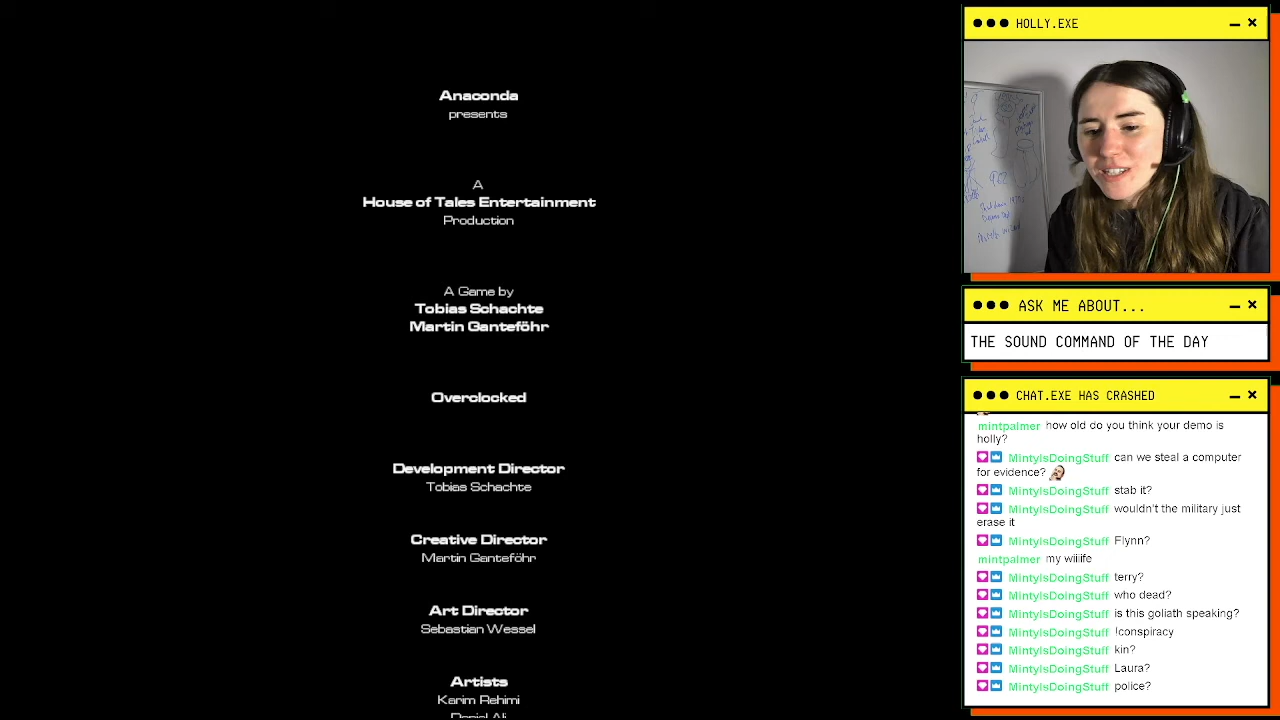 Anaconda
presents
A
House of Tales Entertainment
Production
A Game by
Tobias Schachte
Martin Ganteföhr
Overclocked
Development Director
Tobias Schachte
Creative Director
Martin Ganteföhr
Art Director
Sebastian Wessel
Artists
Karim Rehimi
Daniel Ali
HOLLY.EXE
902
ASK ME ABOUT...
THE SOUND COMMAND OF THE DAY
CHAT.EXE HAS CRASHED
mintpalmer how old do you think your demo is
holly?
MintyIsDoingStuff can we steal a computer
for evidence?
MintyIsDoingStuff stab it?
MintyIsDoingStuff wouldn't the military just
erase it
MintyIsDoingStuff Flynn?
mintpalmer my wiiife
MintyIsDoingStuff terry?
MintyIsDoingStuff who dead?
MintyIsDoingStuff is this goliath speaking?
MintyIsDoingStuff !conspiracy
MintyIsDoingStuff kin?
MintyIsDoingStuff Laura?
MintyIsDoingStuff police?